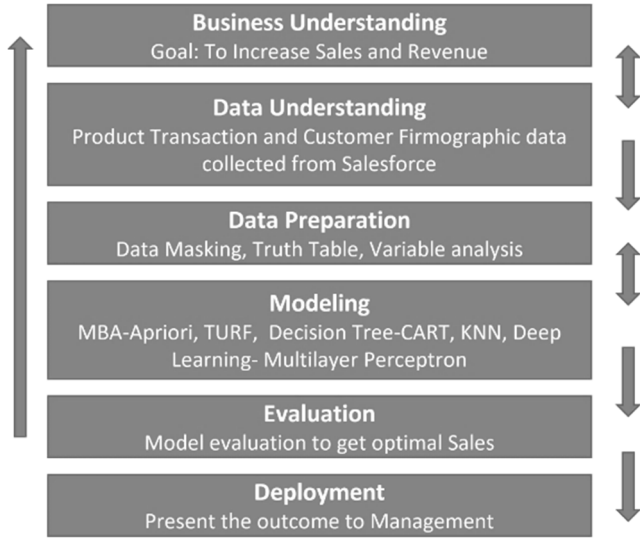 Business Understanding
Goal: To Increase Sales and Revenue
Data Understanding
Product Transaction and Customer Firmographic data
collected from Salesforce
Data Preparation
Data Masking, Truth Table, Variable analysis
Modeling
MBA-Apriori, TURF, Decision Tree-CART, KNN, Deep
Learning- Multilayer Perceptron
Evaluation
Model evaluation to get optimal Sales
Deployment
Present the outcome to Management